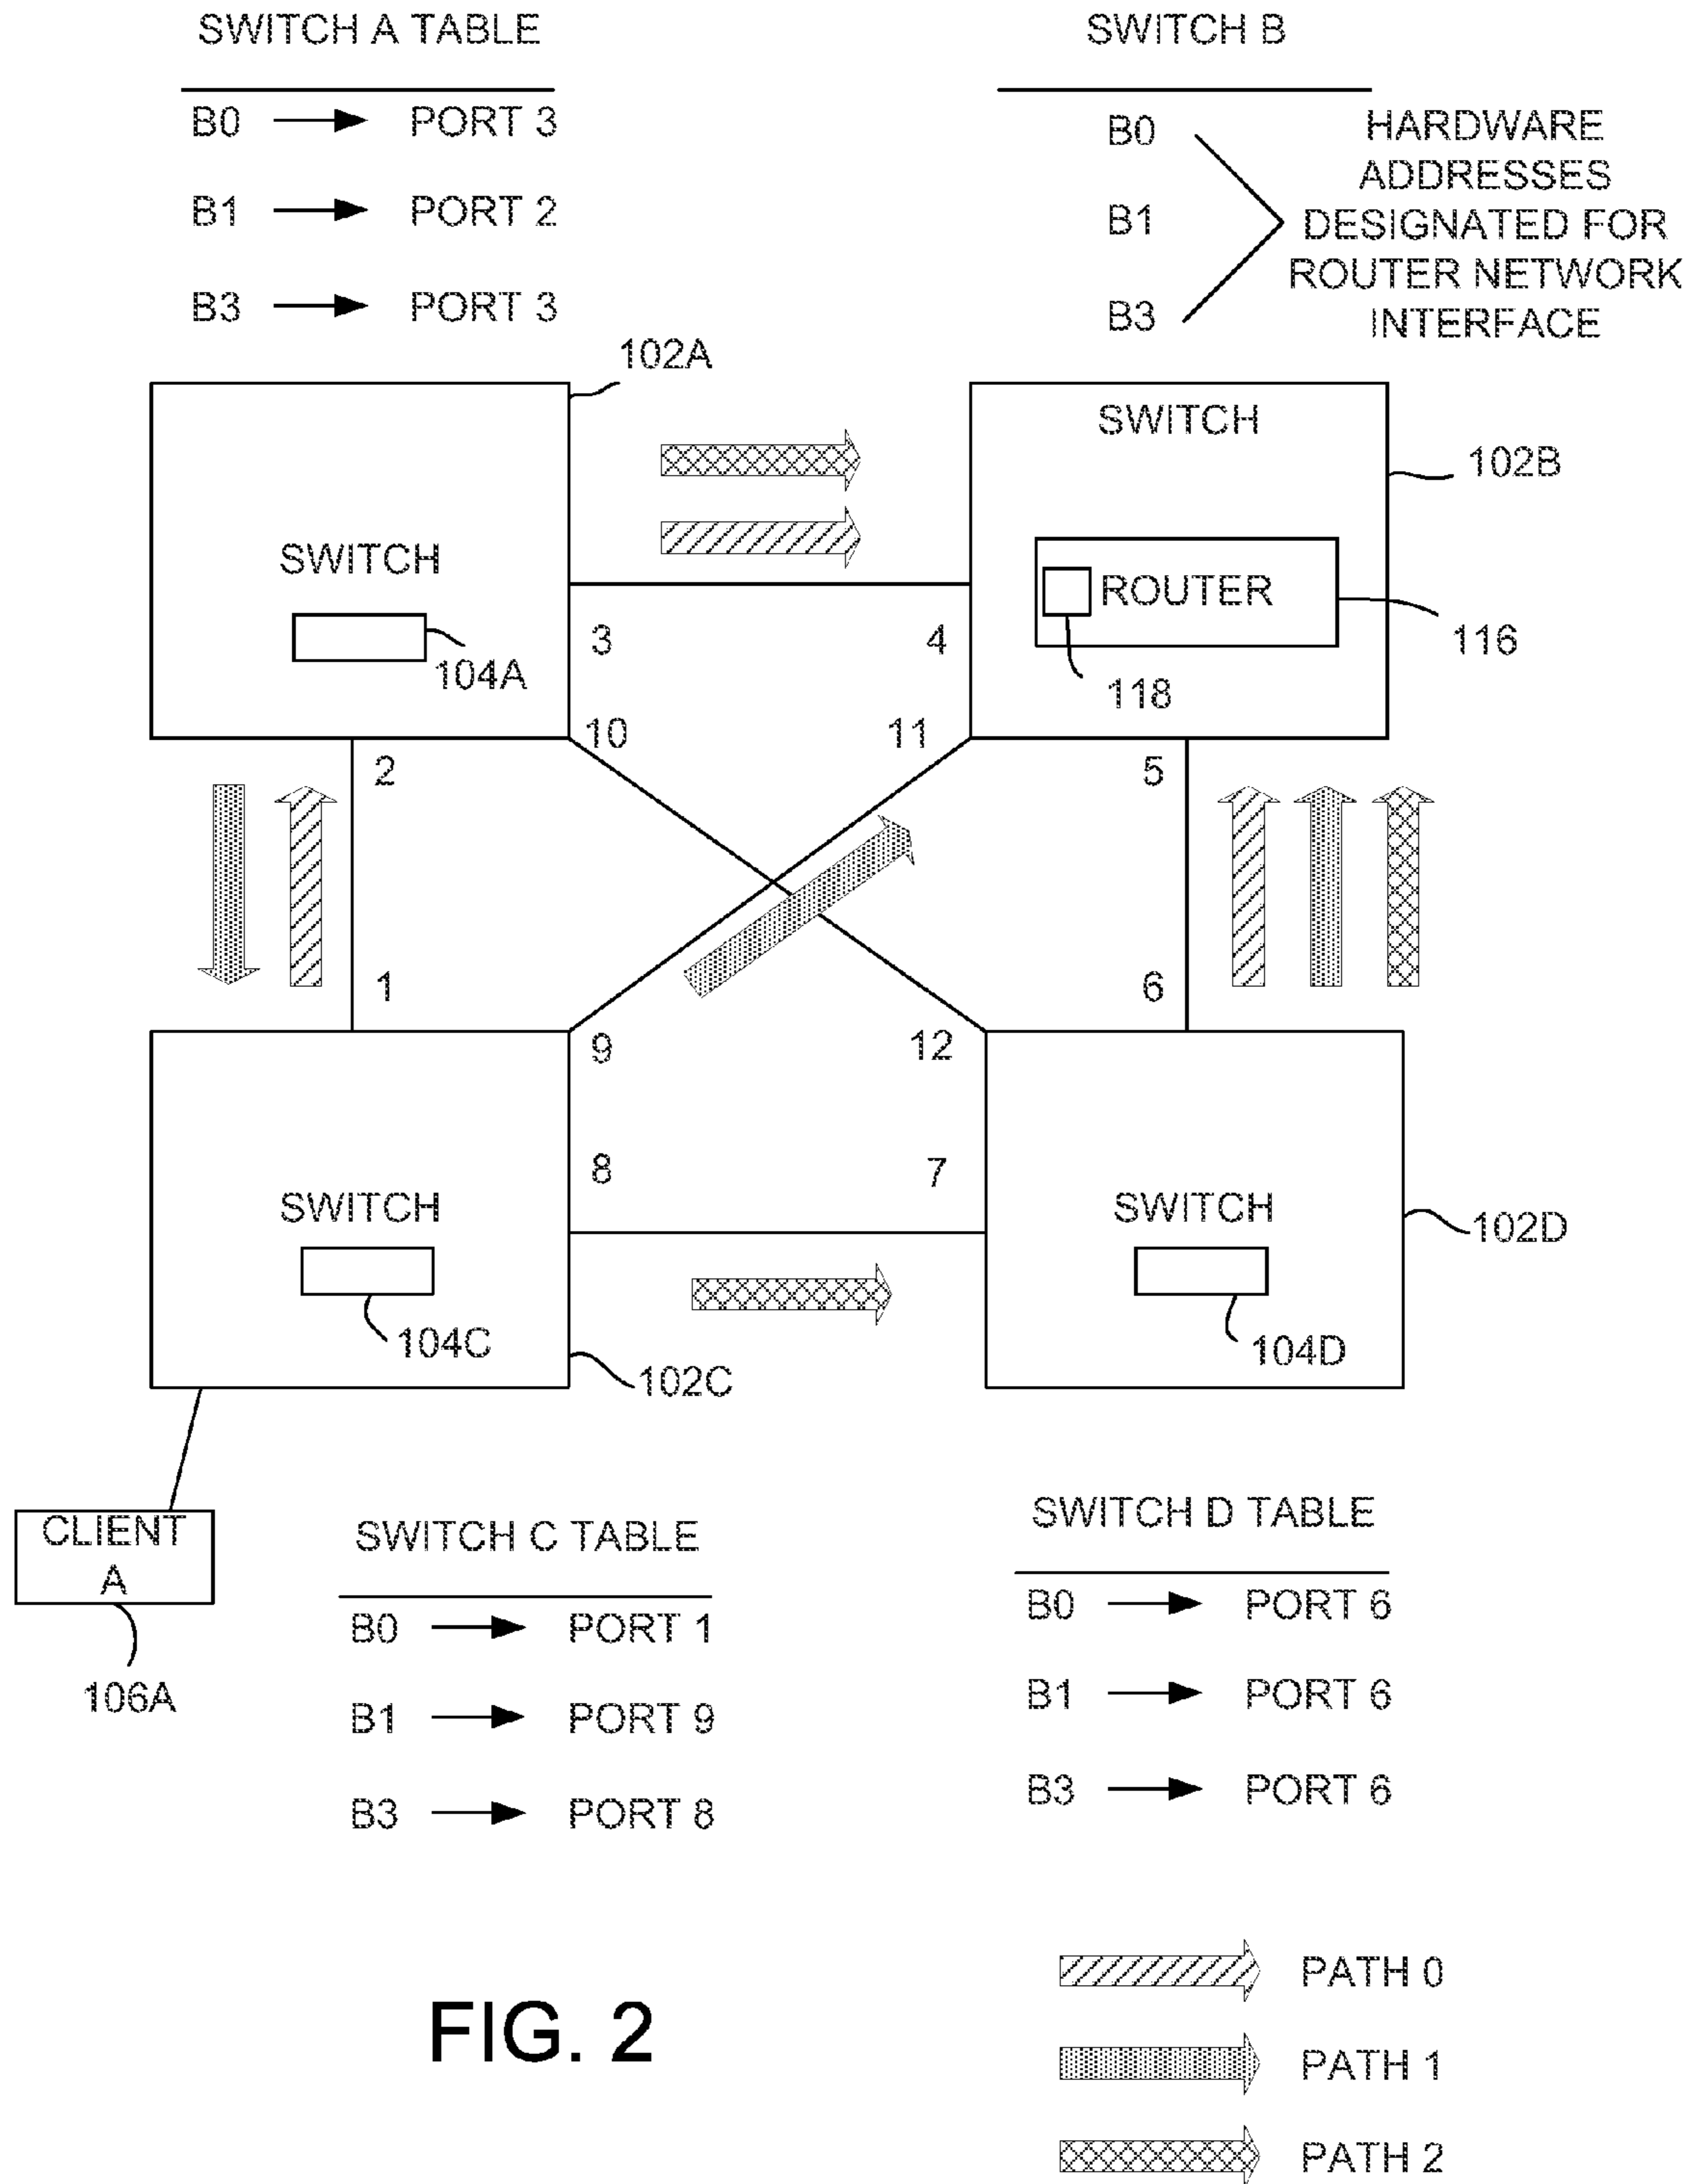 SWITCH A TABLE
B0 → PORT 3
B1 → PORT 2
B3 → PORT 3
SWITCH B
B0
B1
B3
HARDWARE
ADDRESSES
DESIGNATED FOR
ROUTER NETWORK
INTERFACE
102A
SWITCH
104A
SWITCH
102B
ROUTER
116
118
3
4
10
11
2
5
1
6
9
12
8
7
SWITCH
104C
102C
SWITCH
104D
102D
CLIENT
A
106A
SWITCH C TABLE
B0 → PORT 1
B1 → PORT 9
B3 → PORT 8
SWITCH D TABLE
B0 → PORT 6
B1 → PORT 6
B3 → PORT 6
FIG. 2
PATH 0
PATH 1
PATH 2